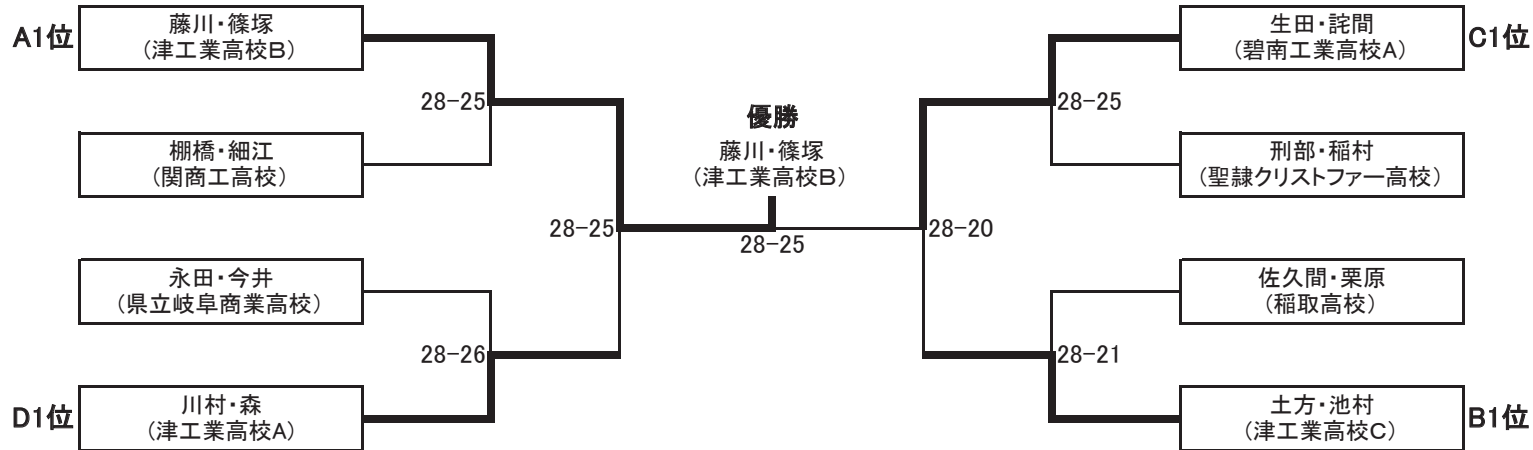 A1位
藤川・篠塚
(津工業高校B)
28-25
棚橋・細江
(関商工高校)
28-25
永田・今井
(県立岐阜商業高校)
28-26
D1位
川村・森
(津工業高校A)
優勝
藤川・篠塚
(津工業高校B)
28-25
生田・詫間
(碧南工業高校A)
C1位
28-25
刑部・稲村
(聖隷クリストファー高校)
28-20
佐久間・栗原
(稲取高校)
28-21
土方・池村
(津工業高校C)
B1位